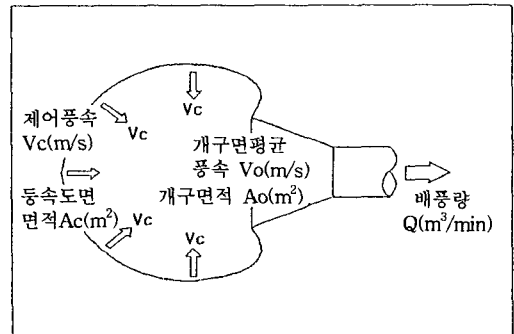 Vc
제어풍속
Vc(m/s)
Vc
개구면평균
풍속 Vo(m/s)
개구면적 Ao(m²)
등속도면
면적Ac(m²)
Vc
Vc
배풍량
Q(m³/min)